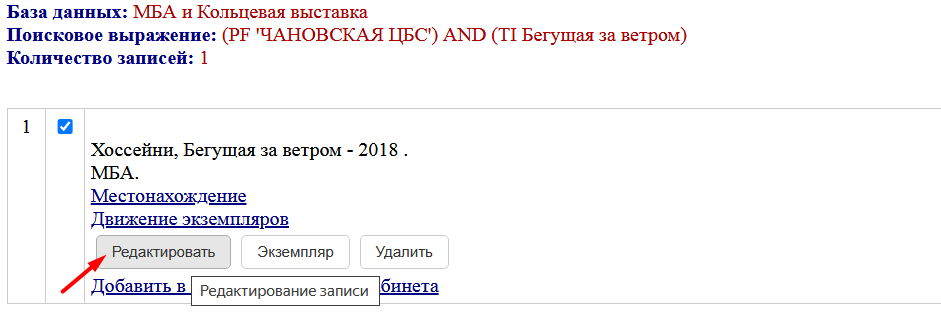 База данных: МБА и Кольцевая выставка
Поисковое выражение: (PF 'ЧАНОВСКАЯ ЦБС') AND (TI Бегущая за ветром)
Количество записей: 1
1
Хоссейни, Бегущая за ветром - 2018 .
МБА.
Местонахождение
Движение экземпляров
Редактировать Экземпляр Удалить
Добавить в бинета
Редактирование записи